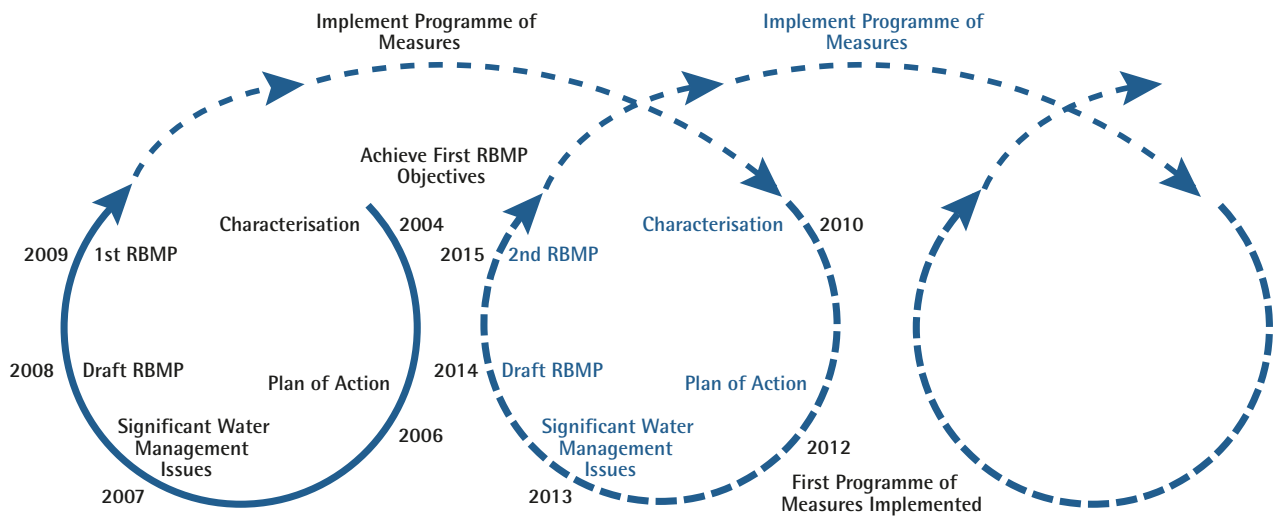 Implement Programme of
Measures
Implement Programme of
Measures
Achieve First RBMP
Objectives
Characterisation
2004
2009
1st RBMP
2015
2nd RBMP
Characterisation
2010
2008
Draft RBMP
Plan of Action
2014
Draft RBMP
Plan of Action
Significant Water
Management
Issues
2006
2007
Significant Water
Management
Issues
2012
2013
First Programme of
Measures Implemented